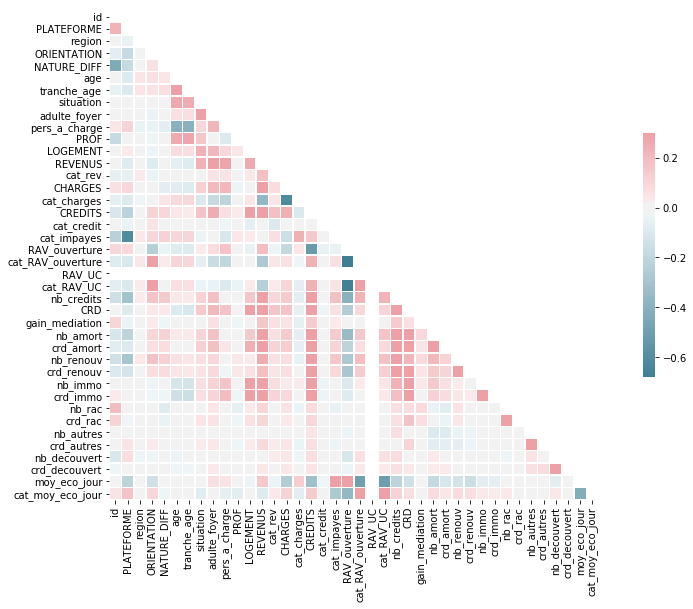 id
PLATEFORME
region
ORIENTATION
NATURE_DIFF
age
tranche_age
situation
adulte_foyer
pers_a_charge
PROF
LOGEMENT
REVENUS
cat_rev
CHARGES
cat_charges
CREDITS
cat_credit
cat_impayes
RAV_ouverture
cat_RAV_ouverture
RAV_UC
cat_RAV_UC
nb_credits
CRD
gain_mediation
nb_amort
crd_amort
nb_renouv
crd_renouv
nb_immo
crd_immo
nb_rac
crd_rac
nb_autres
crd_autres
nb_decouvert
crd_decouvert
moy_eco_jour
cat_moy_eco_jour
0.2
0.0
−0.2
−0.4
−0.6
id
PLATEFORME
region
ORIENTATION
NATURE_DIFF
age
tranche_age
situation
adulte_foyer
pers_a_charge
PROF
LOGEMENT
REVENUS
cat_rev
CHARGES
cat_charges
CREDITS
cat_credit
cat_impayes
RAV_ouverture
cat_RAV_ouverture
RAV_UC
cat_RAV_UC
nb_credits
CRD
gain_mediation
nb_amort
crd_amort
nb_renouv
crd_renouv
nb_immo
crd_immo
nb_rac
crd_rac
nb_autres
crd_autres
nb_decouvert
crd_decouvert
moy_eco_jour
cat_moy_eco_jour